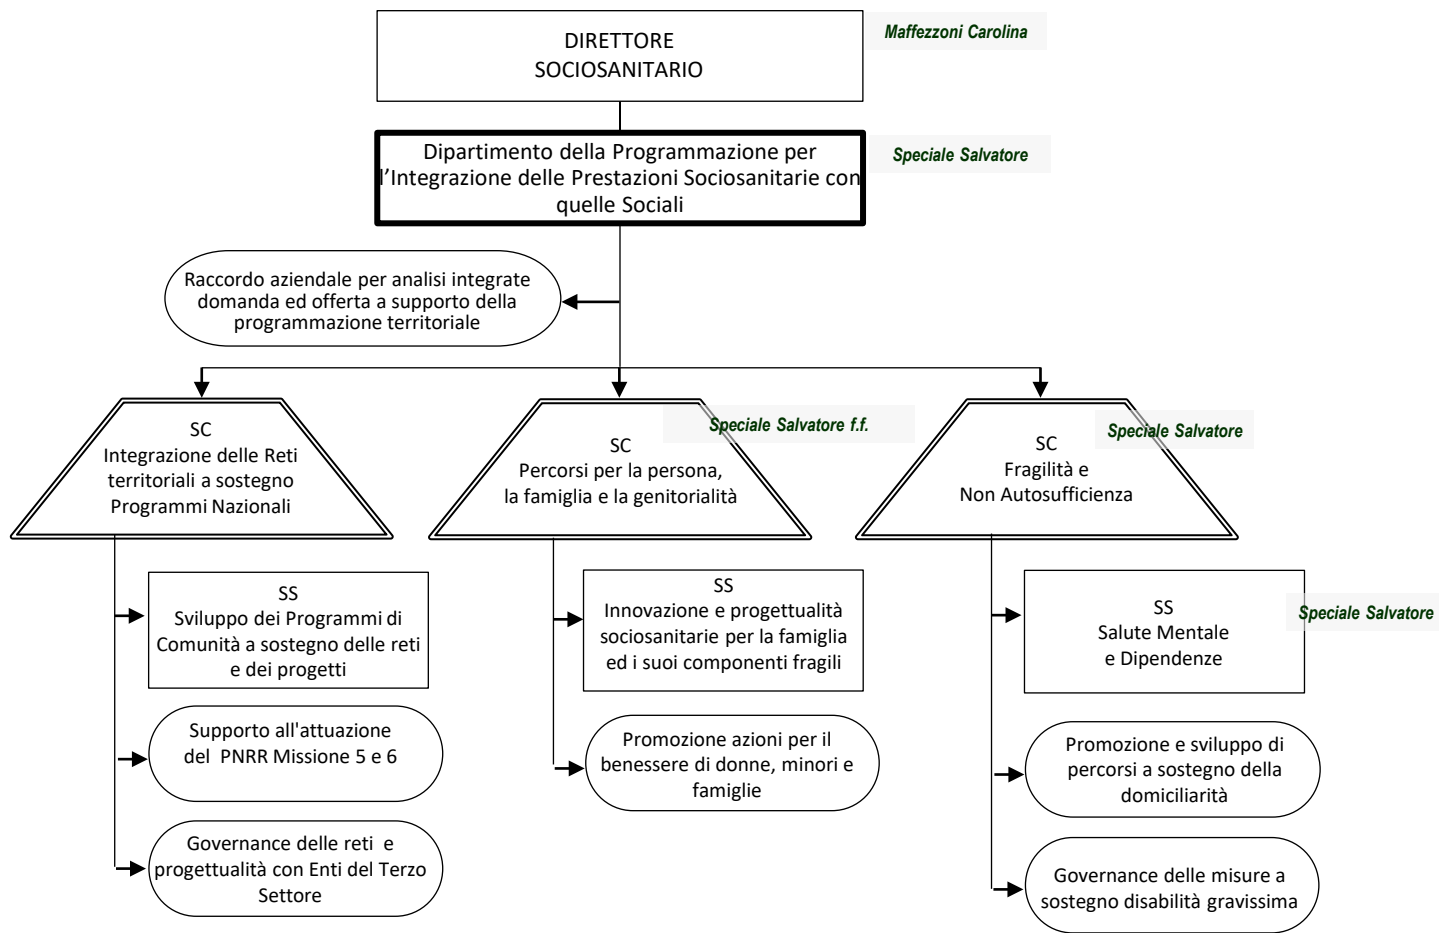 DIRETTORE
SOCIOSANITARIO
Maffezzoni Carolina
Dipartimento della Programmazione per
l'Integrazione delle Prestazioni Sociosanitarie con
quelle Sociali
Speciale Salvatore
Raccordo aziendale per analisi integrate
domanda ed offerta a supporto della
programmazione territoriale
SC
Integrazione delle Reti
territoriali a sostegno
Programmi Nazionali
Speciale Salvatore f.f.
SC
Percorsi per la persona,
la famiglia e la genitorialità
Speciale Salvatore
SC
Fragilità e
Non Autosufficienza
SS
Sviluppo dei Programmi di
Comunità a sostegno delle reti
e dei progetti
SS
Innovazione e progettualità
sociosanitarie per la famiglia
ed i suoi componenti fragili
SS
Salute Mentale
e Dipendenze
Speciale Salvatore
Supporto all'attuazione
del PNRR Missione 5 e 6
Promozione azioni per il
benessere di donne, minori e
famiglie
Promozione e sviluppo di
percorsi a sostegno della
domiciliarità
Governance delle reti e
progettualità con Enti del Terzo
Settore
Governance delle misure a
sostegno disabilità gravissima